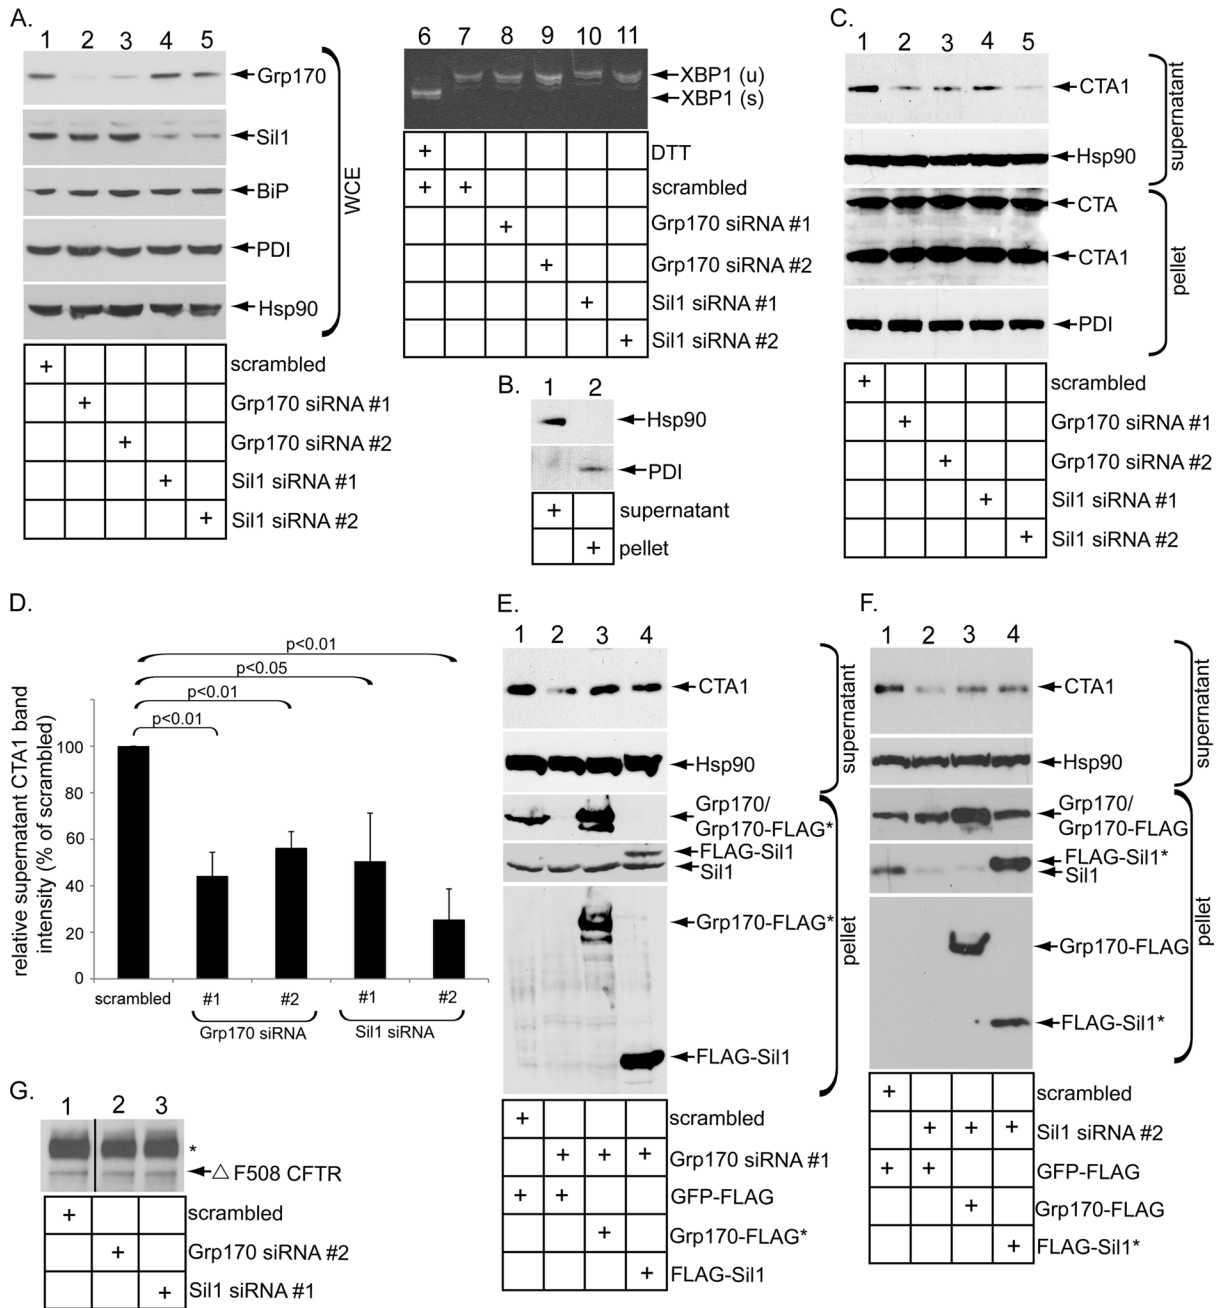 A.
1 2 3 4 5
Grp170
Sil1
BiP
PDI
Hsp90
WCE
+ scrambled
+ Grp170 siRNA #1
+ Grp170 siRNA #2
+ Sil1 siRNA #1
+ Sil1 siRNA #2
6 7 8 9 10 11
XBP1 (u)
XBP1 (s)
+ DTT
+ + scrambled
+ Grp170 siRNA #1
+ Grp170 siRNA #2
+ Sil1 siRNA #1
+ Sil1 siRNA #2
B.
1 2
Hsp90
PDI
+ supernatant
+ pellet
C.
1 2 3 4 5
CTA1
Hsp90
supernatant
CTA
CTA1
PDI
pellet
+ scrambled
+ Grp170 siRNA #1
+ Grp170 siRNA #2
+ Sil1 siRNA #1
+ Sil1 siRNA #2
D.
relative supernatant CTA1 band
intensity (% of scrambled)
p<0.01
p<0.05
p<0.01
p<0.01
100
80
60
40
20
0
scrambled #1 #2 #1 #2
Grp170 siRNA Sil1 siRNA
E.
1 2 3 4
CTA1
Hsp90
supernatant
Grp170/
Grp170-FLAG*
FLAG-Sil1
Sil1
Grp170-FLAG*
FLAG-Sil1
pellet
+ scrambled
+ + + Grp170 siRNA #1
+ + GFP-FLAG
+ Grp170-FLAG*
+ FLAG-Sil1
F.
1 2 3 4
CTA1
Hsp90
supernatant
Grp170/
Grp170-FLAG
FLAG-Sil1*
Sil1
Grp170-FLAG
FLAG-Sil1*
pellet
+ scrambled
+ + + Sil1 siRNA #2
+ + GFP-FLAG
+ Grp170-FLAG
+ FLAG-Sil1*
G.
1 2 3
*
△ F508 CFTR
+ scrambled
+ Grp170 siRNA #2
+ Sil1 siRNA #1